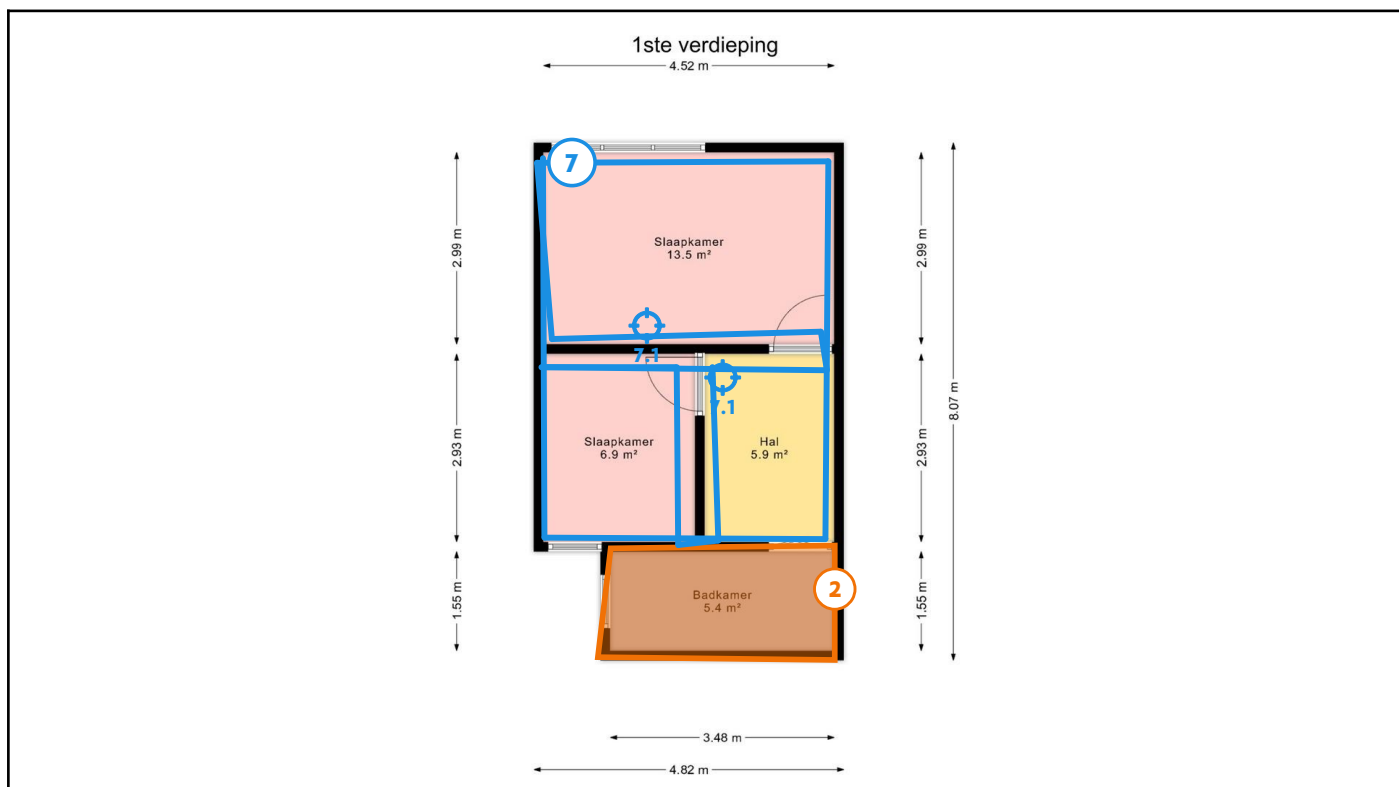 1ste verdieping
4.52 m
7
2.99 m
Slaapkamer
13.5 m²
2.99 m
8.07 m
7.1
7.1
2.93 m
Slaapkamer
6.9 m²
Hal
5.9 m²
2.93 m
1.55 m
Badkamer
5.4 m²
2
1.55 m
3.48 m
4.82 m